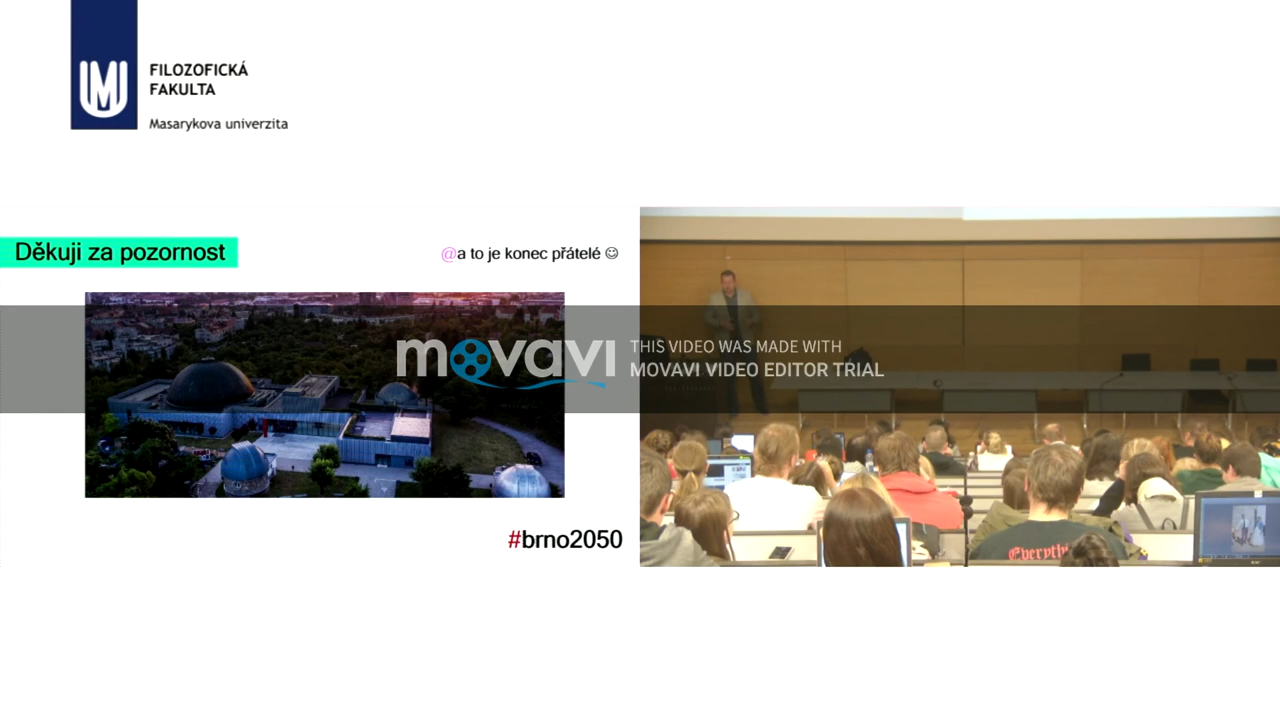 FILOZOFICKÁ
FAKULTA
Masarykova univerzita
Děkuji za pozornost
@a to je konec přátelé ☺
movavi
THIS VIDEO WAS MADE WITH
MOVAVI VIDEO EDITOR TRIAL
#brno2050
Everythi